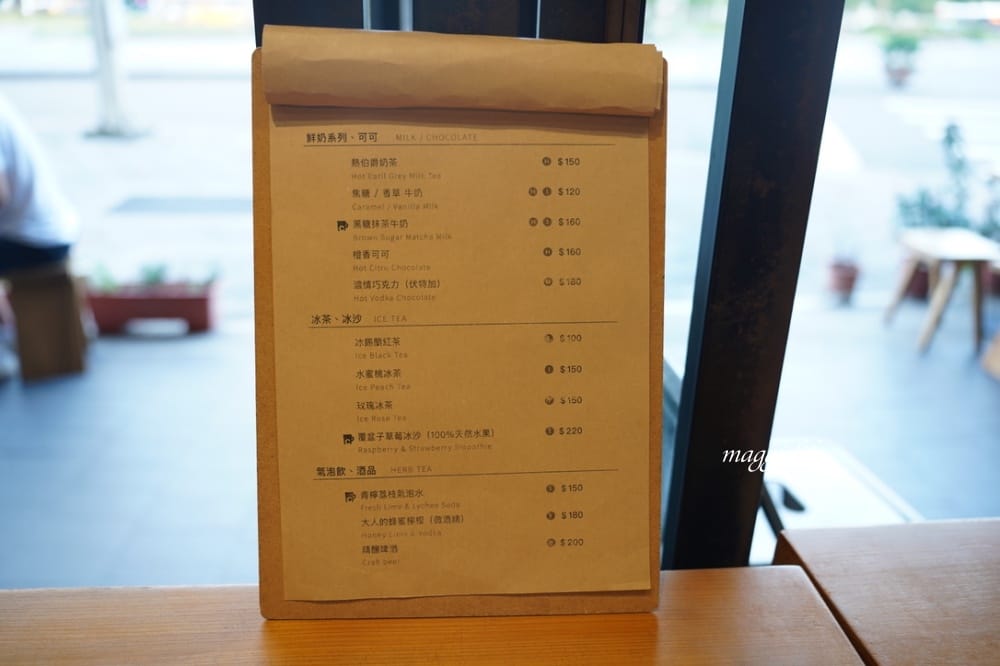 鮮奶系列、可可 MILK / CHOCOLATE
熱伯爵奶茶 H $150
Hot Earl Grey Milk Tea
焦糖 / 香草 牛奶 H I $120
Caramel / Vanilla Milk
黑糖抹茶牛奶 H I $160
Brown Sugar Matcha Milk
橙香可可 H $160
Hot Citru Chocolate
濃情巧克力（伏特加） H $180
Hot Vodka Chocolate
冰茶、冰沙 ICE TEA
冰錫蘭紅茶 $100
Ice Black Tea
水蜜桃冰茶 I $150
Ice Peach Tea
玫瑰冰茶 $150
Ice Rose Tea
覆盆子草莓冰沙（100%天然水果） I $220
Raspberry & Strawberry Smoothie
氣泡飲、酒品 HERB TEA
青檸荔枝氣泡水 I $150
Fresh Lime & Lychee Soda
大人的蜂蜜檸檬（微酒精） I $180
Honey Lime & Vodka
精釀啤酒 $200
Craft beer